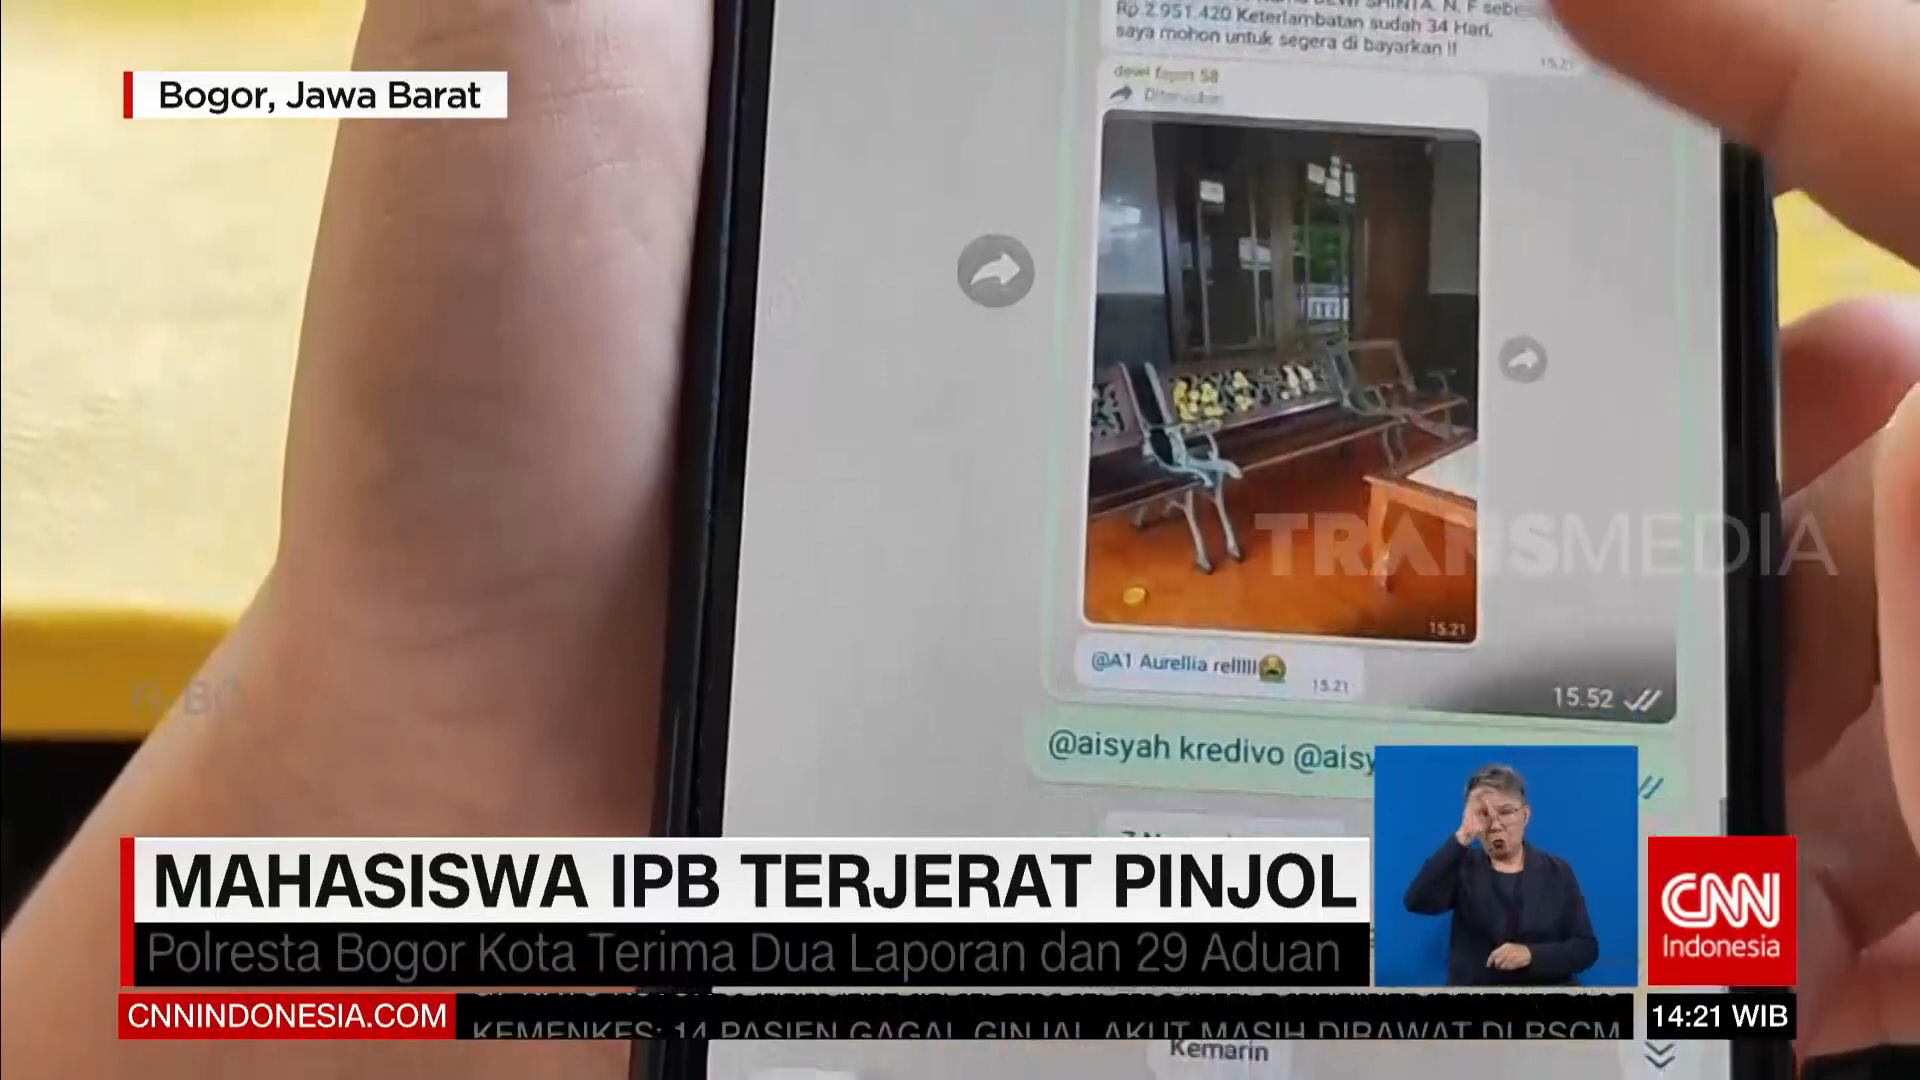 Rp.2.951.420 Keterlambatan sudah 34 Hari,
saya mohon untuk segera di bayarkan !!
15.21
Bogor, Jawa Barat
58
15.21
TRANSMEDIA
@A1 Aurellia relllll
15.21
15.52
@aisyah kredivo
MAHASISWA IPB TERJERAT PINJOL
Polresta Bogor Kota Terima Dua Laporan dan 29 Aduan
CNN
Indonesia
CNNINDONESIA.COM
KEMENKES: 14 PASIEN GAGAL GINJAL AKUT MASIH DIRAWAT DI RSCM
14:21 WIB
Kemarin